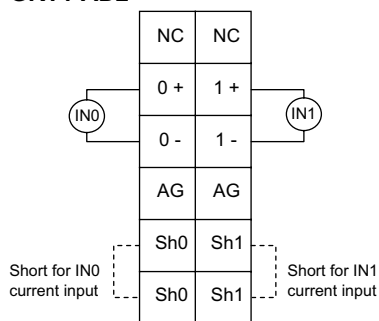 NC NC
0 + 1 +
IN0 IN1
0 - 1 -
AG AG
Sh0 Sh1
Short for IN0
current input
Short for IN1
current input
Sh0 Sh1